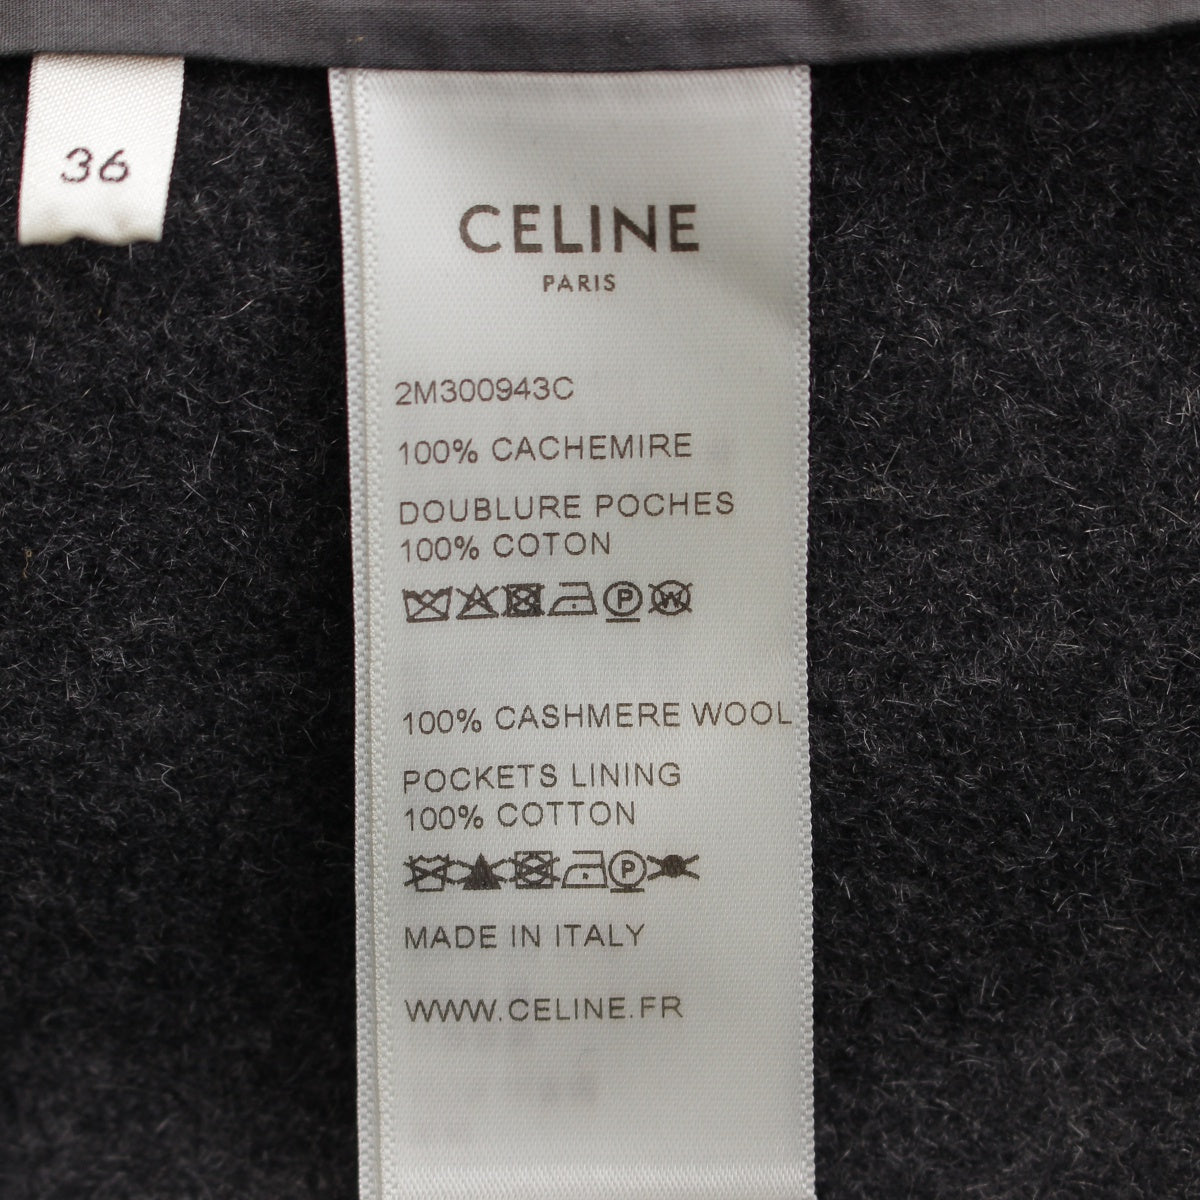 36
CELINE
PARIS
2M300943C
100% CACHEMIRE
DOUBLURE POCHES
100% COTON
P W
100% CASHMERE WOOL
POCKETS LINING
100% COTTON
P
MADE IN ITALY
WWW.CELINE.FR